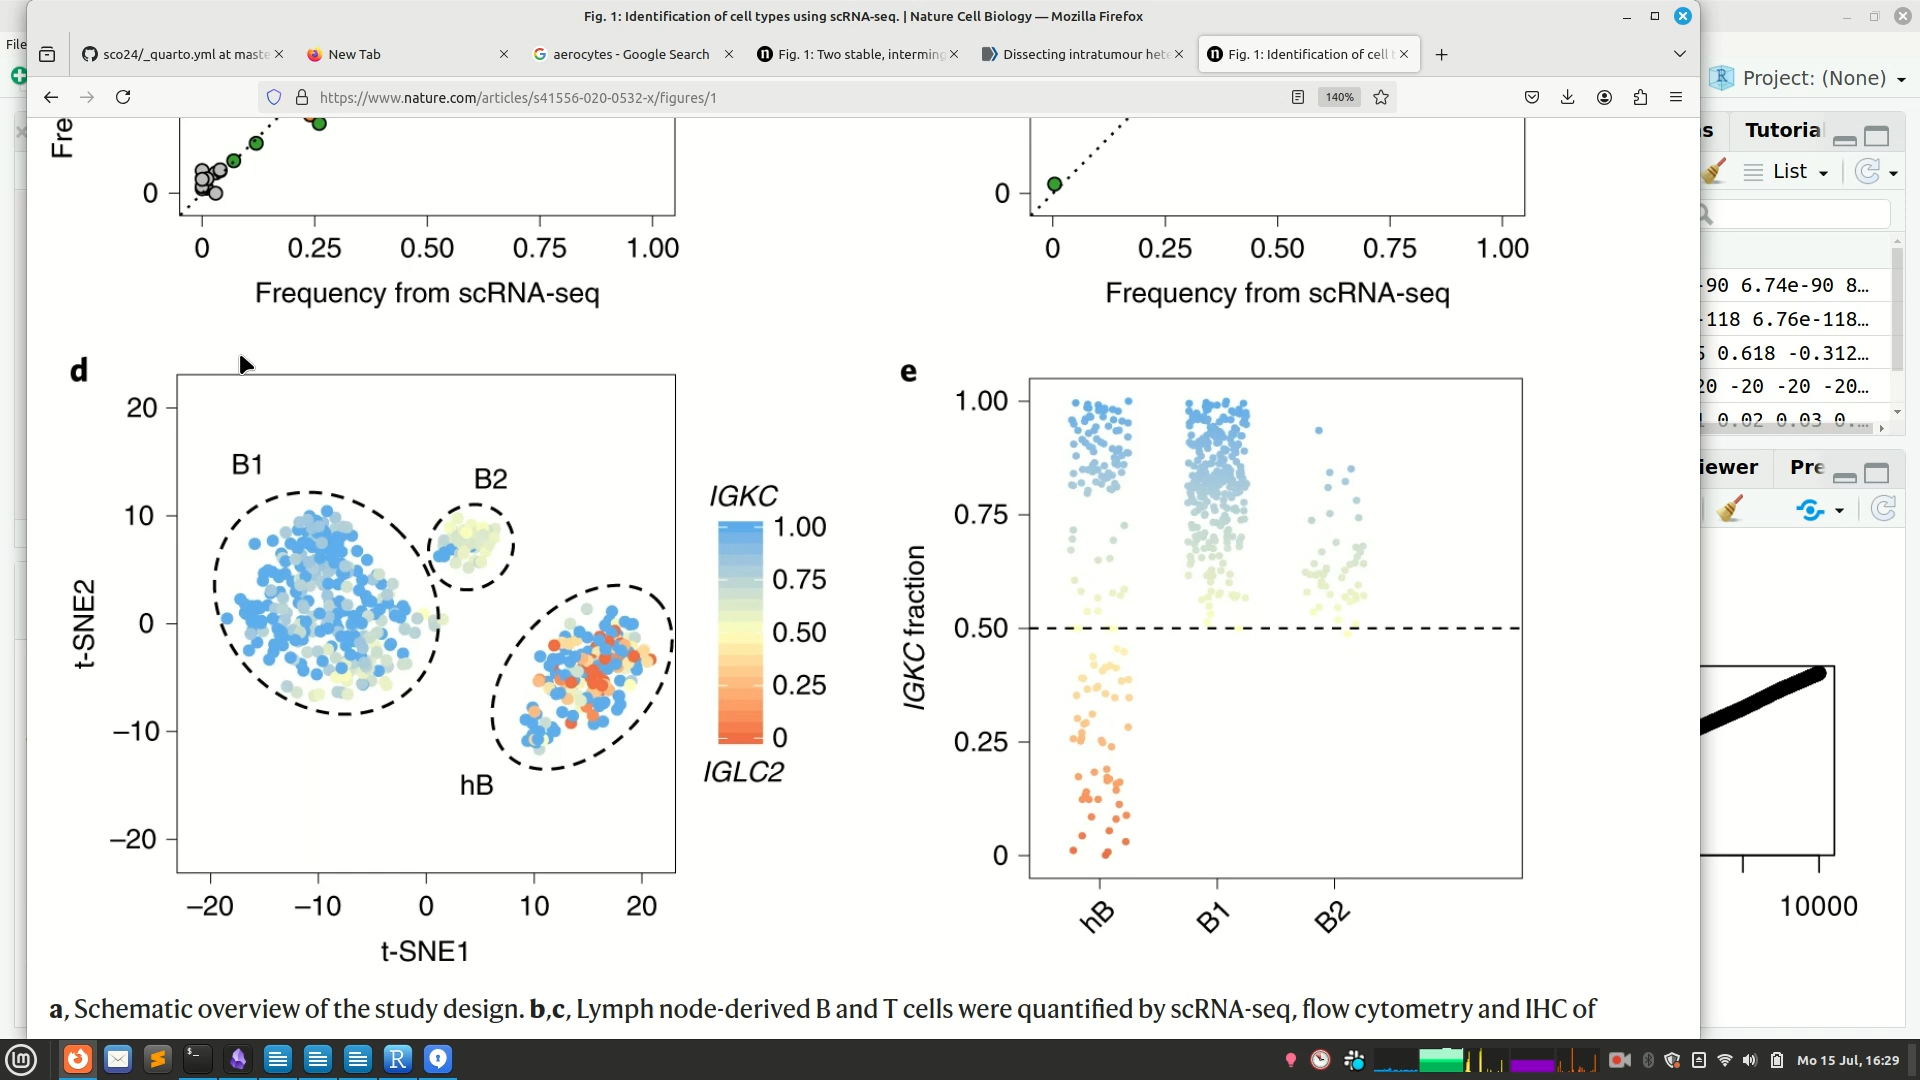 Fig. 1: Identification of cell types using scRNA-seq. | Nature Cell Biology — Mozilla Firefox
File
sco24/_quarto.yml at maste
New Tab
aerocytes - Google Search
Fig. 1: Two stable, interming
Dissecting intratumour hete
Fig. 1: Identification of cell t
https://www.nature.com/articles/s41556-020-0532-x/figures/1
140%
Project: (None)
Tutoria
List
-90 6.74e-90 8…
-118 6.76e-118…
0.618 -0.312…
20 -20 -20 -20…
0.02 0.03 0.…
iewer
Pre
10000
Fre
0
0 0.25 0.50 0.75 1.00
Frequency from scRNA-seq
0
0 0.25 0.50 0.75 1.00
Frequency from scRNA-seq
d
t-SNE2
20
10
0
–10
–20
B1
B2
hB
–20 –10 0 10 20
t-SNE1
IGKC
1.00
0.75
0.50
0.25
0
IGLC2
e
IGKC fraction
1.00
0.75
0.50
0.25
0
hB B1 B2
a, Schematic overview of the study design. b,c, Lymph node-derived B and T cells were quantified by scRNA-seq, flow cytometry and IHC of
Mo 15 Jul, 16:29